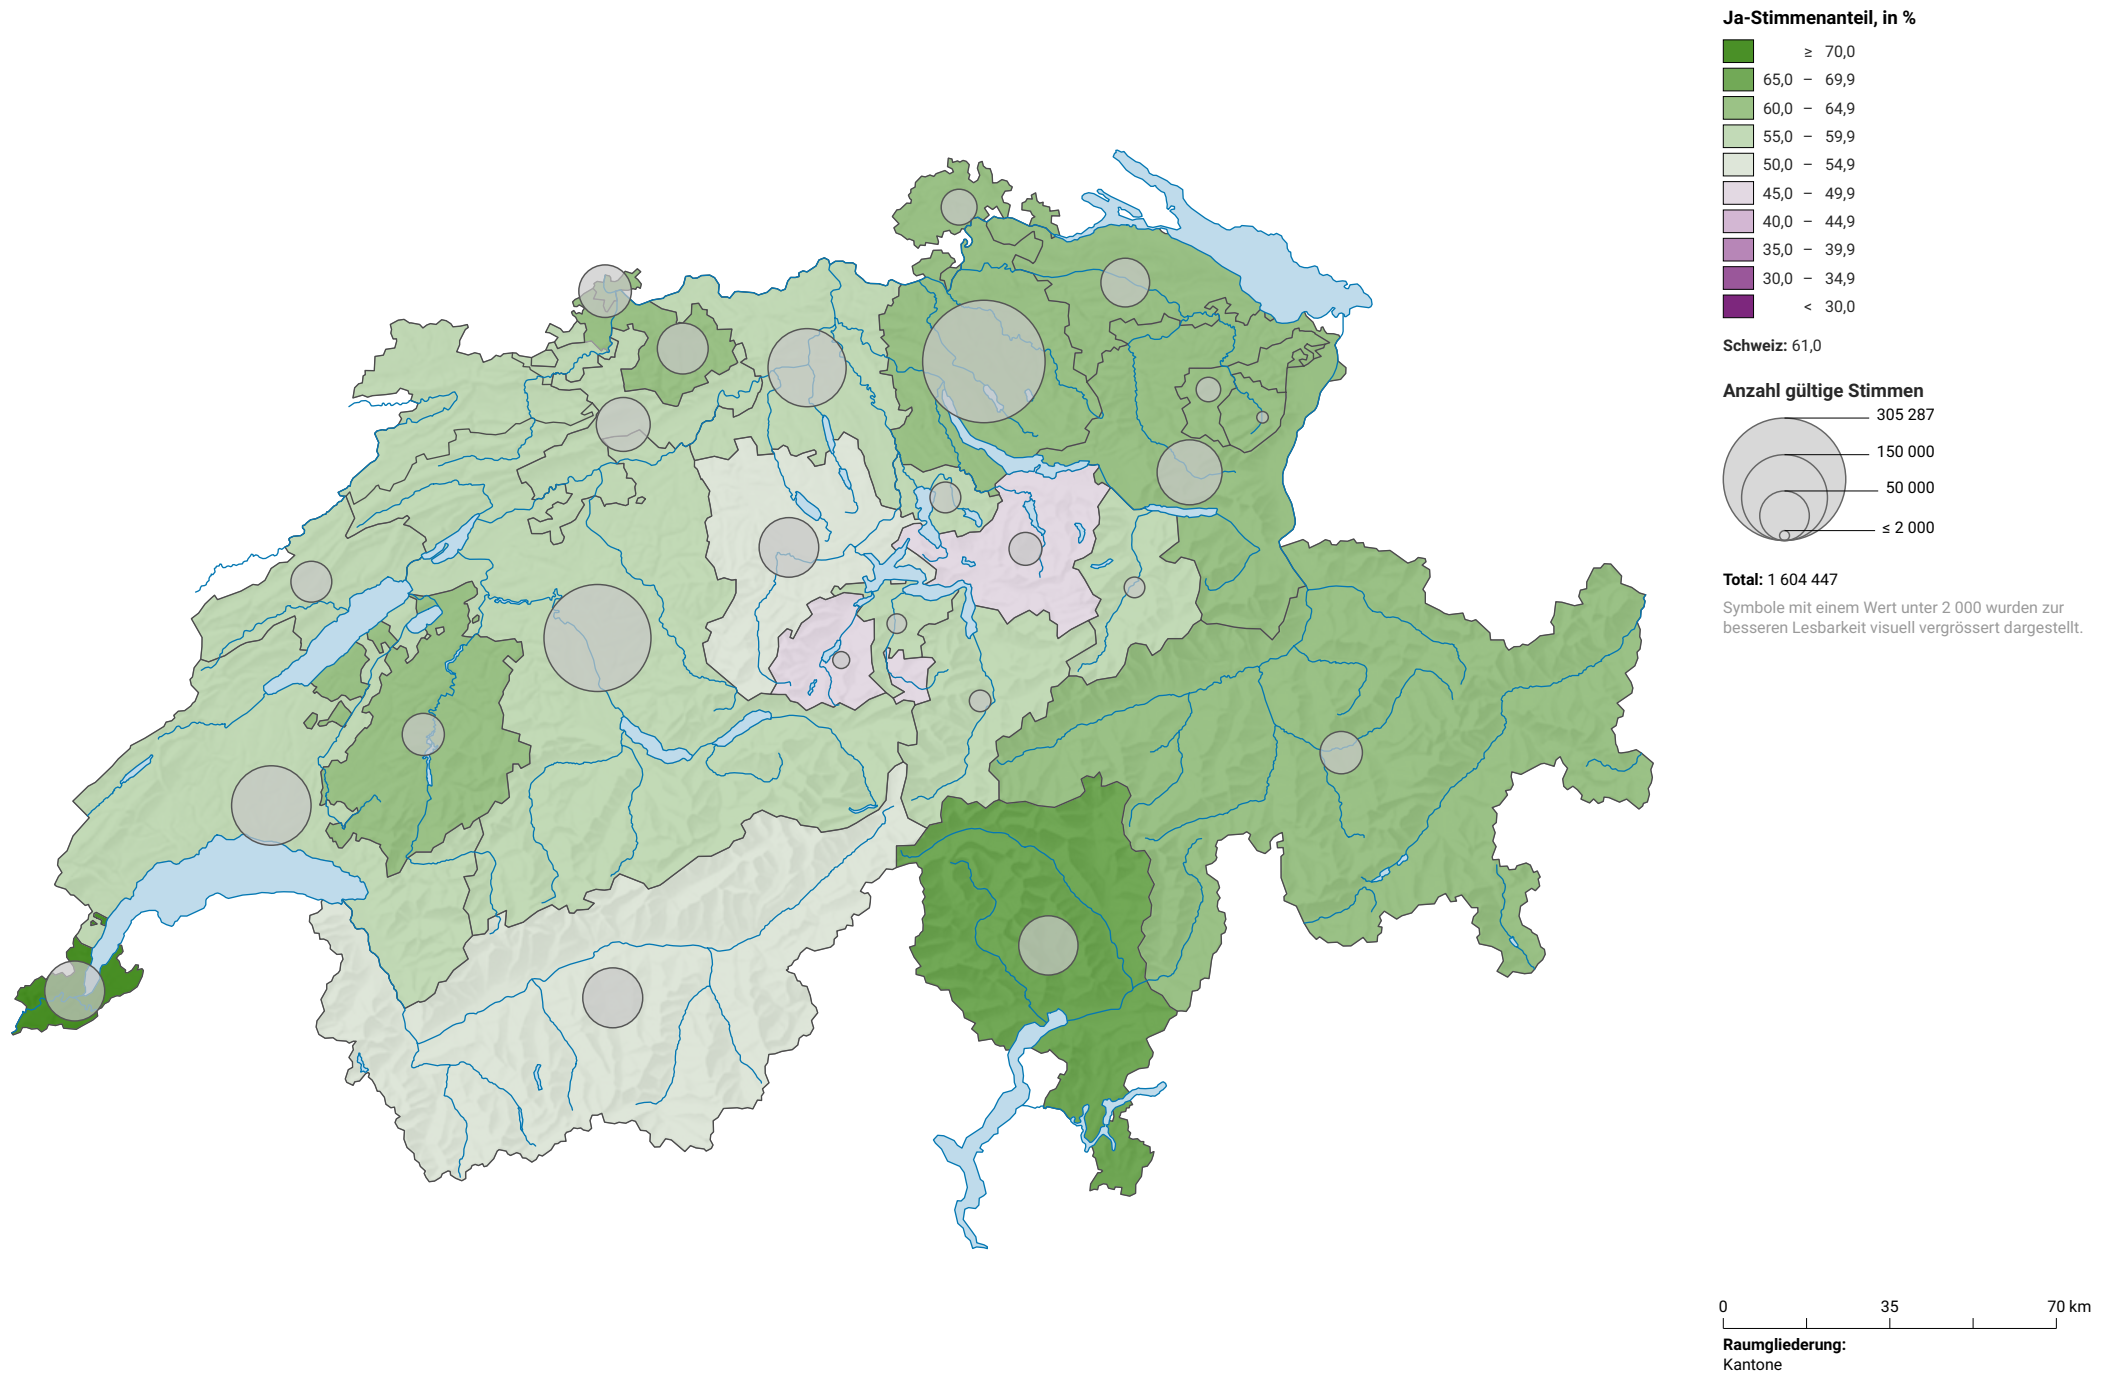 Ja-Stimmenanteil, in %
≥ 70,0
65,0 – 69,9
60,0 – 64,9
55,0 – 59,9
50,0 – 54,9
45,0 – 49,9
40,0 – 44,9
35,0 – 39,9
30,0 – 34,9
< 30,0
Schweiz: 61,0
Anzahl gültige Stimmen
305 287
150 000
50 000
≤ 2 000
Total: 1 604 447
Symbole mit einem Wert unter 2 000 wurden zur
besseren Lesbarkeit visuell vergrössert dargestellt.
0 35 70 km
Raumgliederung:
Kantone